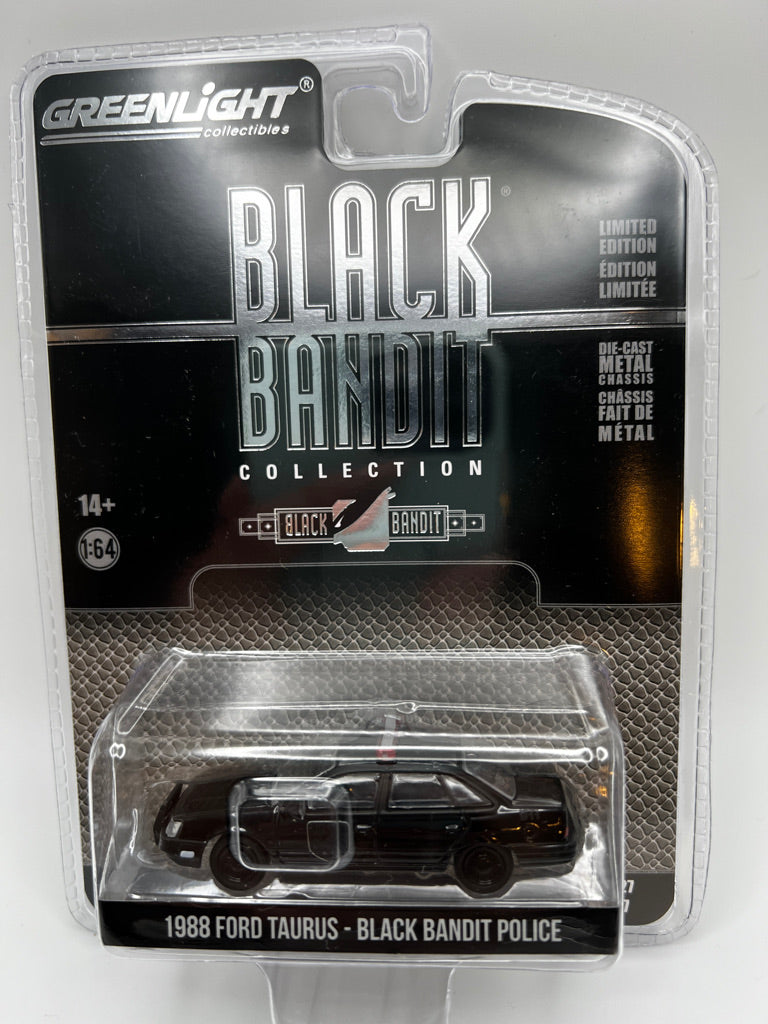 GREENLiGHT®
collectibles
BLACK®
BANDIT
COLLECTION
BLACK BANDIT
LIMITED
EDITION
ÉDITION
LIMITÉE
DIE-CAST
METAL
CHASSIS
CHÂSSIS
FAIT DE
MÉTAL
14+
1:64
1988 FORD TAURUS - BLACK BANDIT POLICE